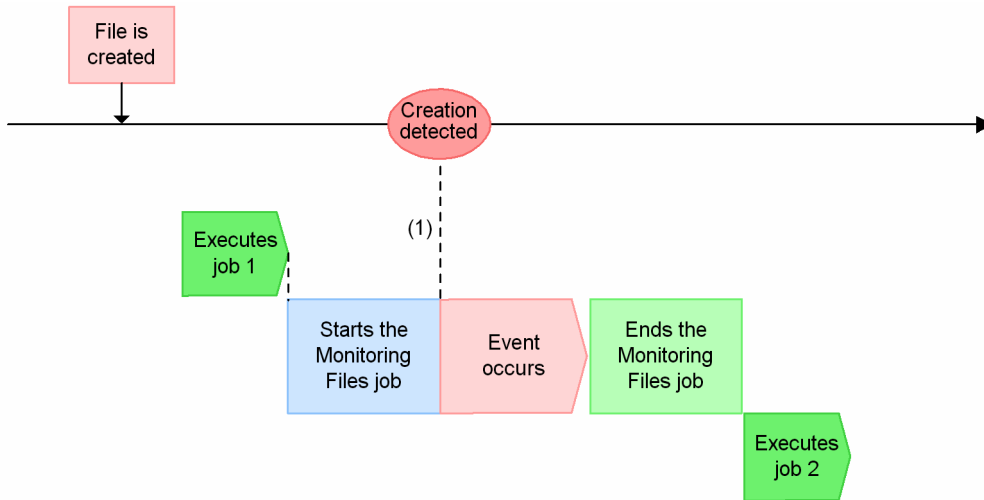 File is
created
Creation
detected
(1)
Executes
job 1
Starts the
Monitoring
Files job
Event
occurs
Ends the
Monitoring
Files job
Executes
job 2